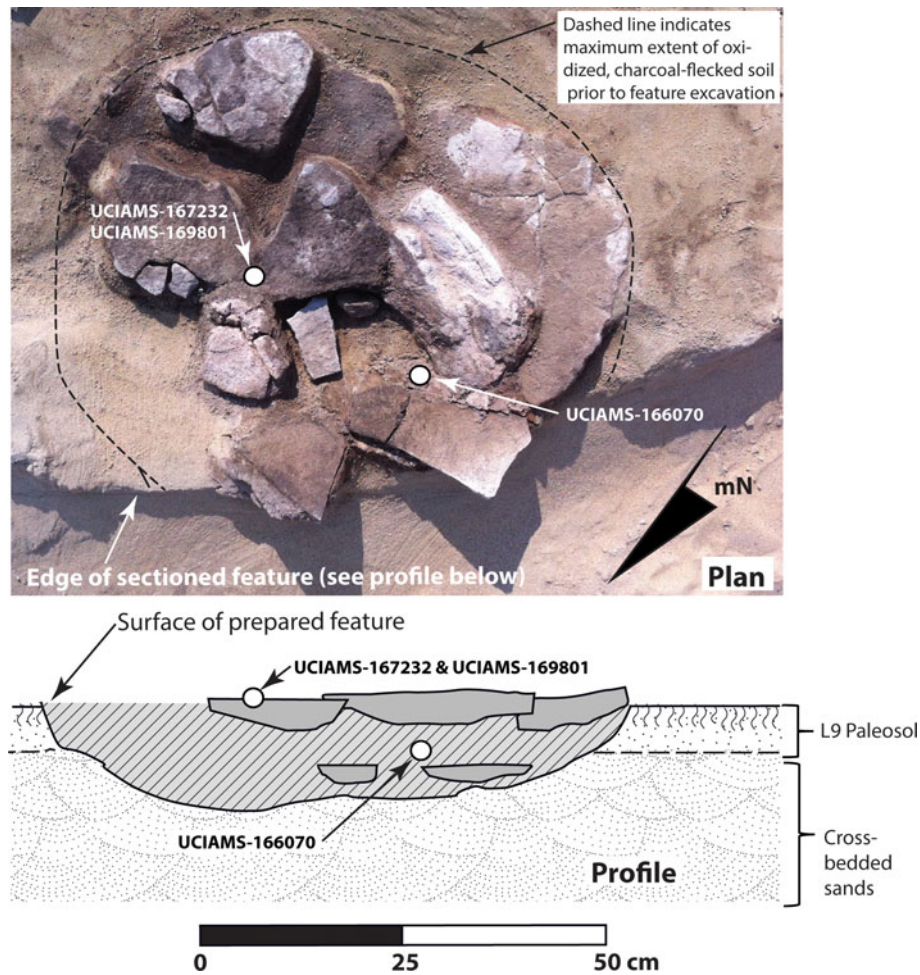 Dashed line indicates
maximum extent of oxi-
dized, charcoal-flecked soil
prior to feature excavation
UCIAMS-167232
UCIAMS-169801
UCIAMS-166070
mN
Edge of sectioned feature (see profile below)
Plan
Surface of prepared feature
UCIAMS-167232 & UCIAMS-169801
L9 Paleosol
UCIAMS-166070
Cross-
bedded
sands
Profile
0
25
50 cm